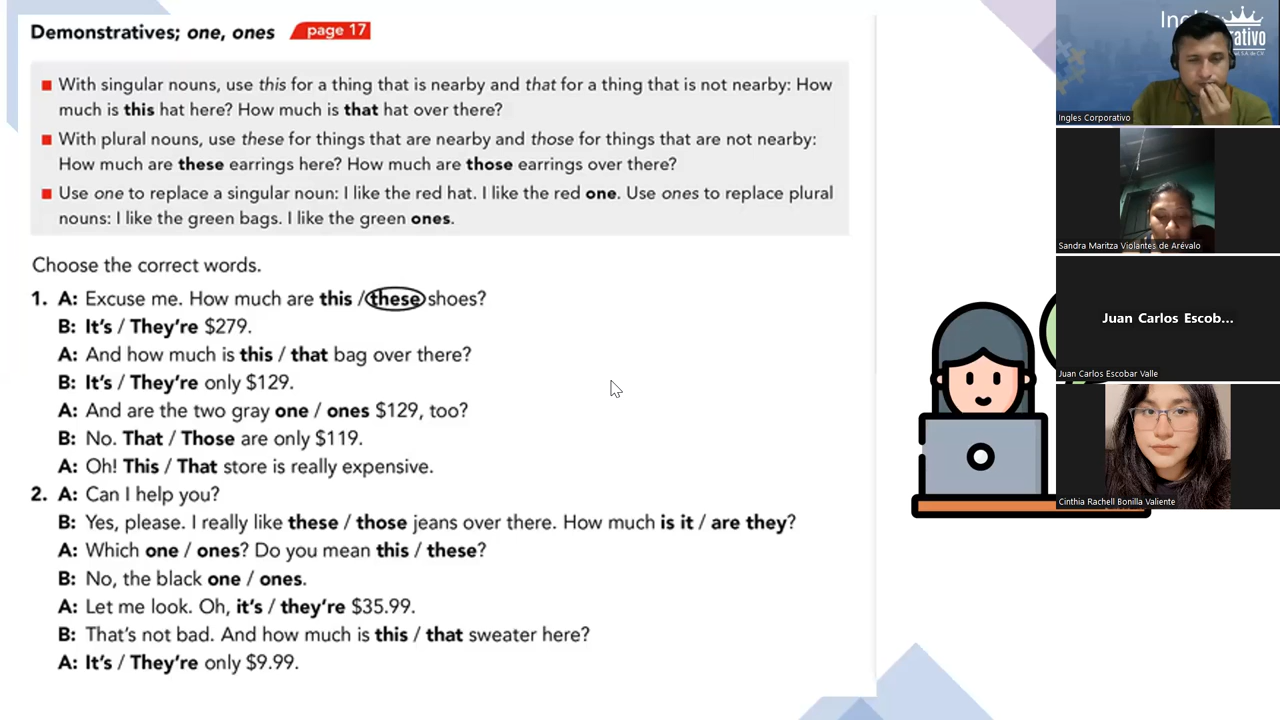 Demonstratives; one, ones page 17
With singular nouns, use this for a thing that is nearby and that for a thing that is not nearby: How
much is this hat here? How much is that hat over there?
With plural nouns, use these for things that are nearby and those for things that are not nearby:
How much are these earrings here? How much are those earrings over there?
Use one to replace a singular noun: I like the red hat. I like the red one. Use ones to replace plural
nouns: I like the green bags. I like the green ones.
Choose the correct words.
1. A: Excuse me. How much are this / these shoes?
B: It's / They're $279.
A: And how much is this / that bag over there?
B: It's / They're only $129.
A: And are the two gray one / ones $129, too?
B: No. That / Those are only $119.
A: Oh! This / That store is really expensive.
2. A: Can I help you?
B: Yes, please. I really like these / those jeans over there. How much is it / are they?
A: Which one / ones? Do you mean this / these?
B: No, the black one / ones.
A: Let me look. Oh, it's / they're $35.99.
B: That's not bad. And how much is this / that sweater here?
A: It's / They're only $9.99.
Ingles Corporativo
Sandra Maritza Violantes de Arévalo
Juan Carlos Escob...
Juan Carlos Escobar Valle
Cinthia Rachell Bonilla Valiente